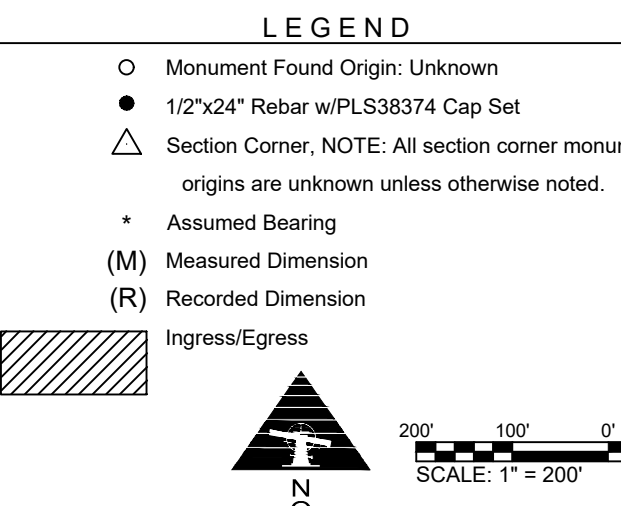 LEGEND
Monument Found Origin: Unknown
1/2"x24" Rebar w/PLS38374 Cap Set
Section Corner, NOTE: All section corner
origins are unknown unless otherwise noted.
* Assumed Bearing
(M) Measured Dimension
(R) Recorded Dimension
Ingress/Egress
200' 100' 0'
SCALE: 1" = 200'
N